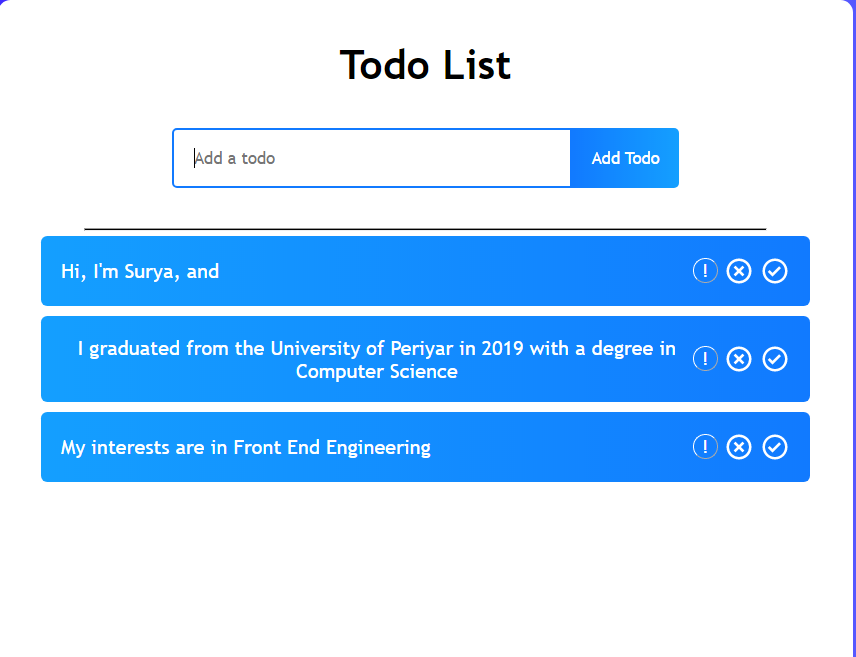 Todo List
Add a todo
Add Todo
Hi, I'm Surya, and
I graduated from the University of Periyar in 2019 with a degree in
Computer Science
My interests are in Front End Engineering